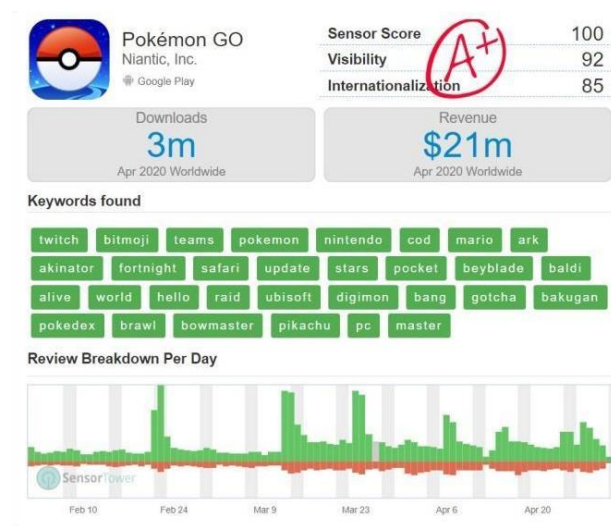 Pokémon GO
Niantic, Inc.
Google Play
Sensor Score 100
Visibility 92
Internationalization 85
A+
Downloads
3m
Apr 2020 Worldwide
Revenue
$21m
Apr 2020 Worldwide
Keywords found
twitch bitmoji teams pokemon nintendo cod mario ark
akinator fortnight safari update stars pocket beyblade baldi
alive world hello raid ubisoft digimon bang gotcha bakugan
pokedex brawl bowmaster pikachu pc master
Review Breakdown Per Day
SensorTower
Feb 10 Feb 24 Mar 9 Mar 23 Apr 6 Apr 20